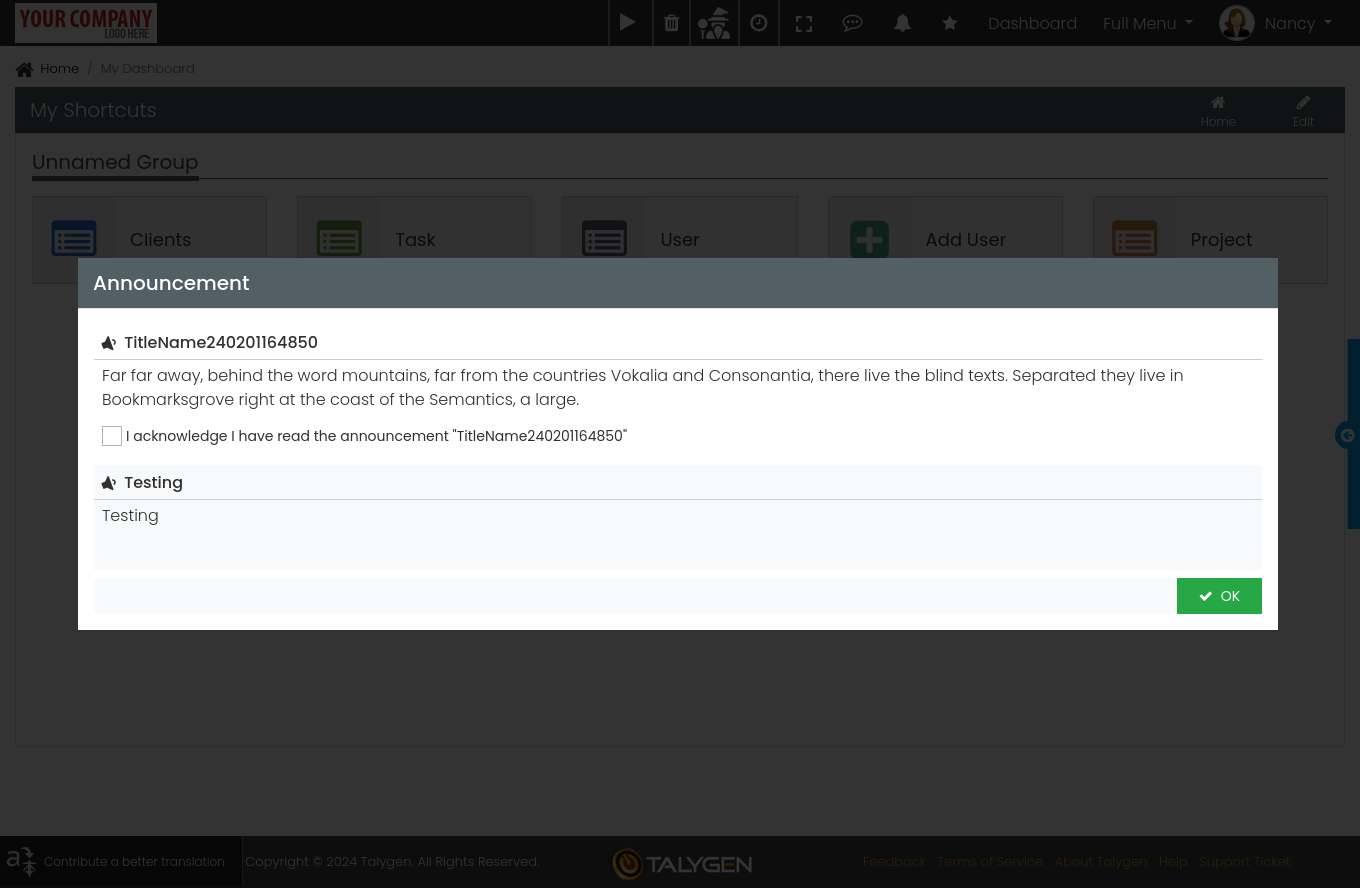 YOUR COMPANY
LOGO HERE
Dashboard
Full Menu
Nancy
Home / My Dashboard
My Shortcuts
Home
Edit
Unnamed Group
Clients
Task
User
Add User
Project
Announcement
TitleName240201164850
Far far away, behind the word mountains, far from the countries Vokalia and Consonantia, there live the blind texts. Separated they live in
Bookmarksgrove right at the coast of the Semantics, a large.
I acknowledge I have read the announcement "TitleName240201164850"
Testing
Testing
OK
Contribute a better translation
Copyright © 2024 Talygen. All Rights Reserved.
TALYGEN
Feedback Terms of Service About Talygen Help Support Ticket